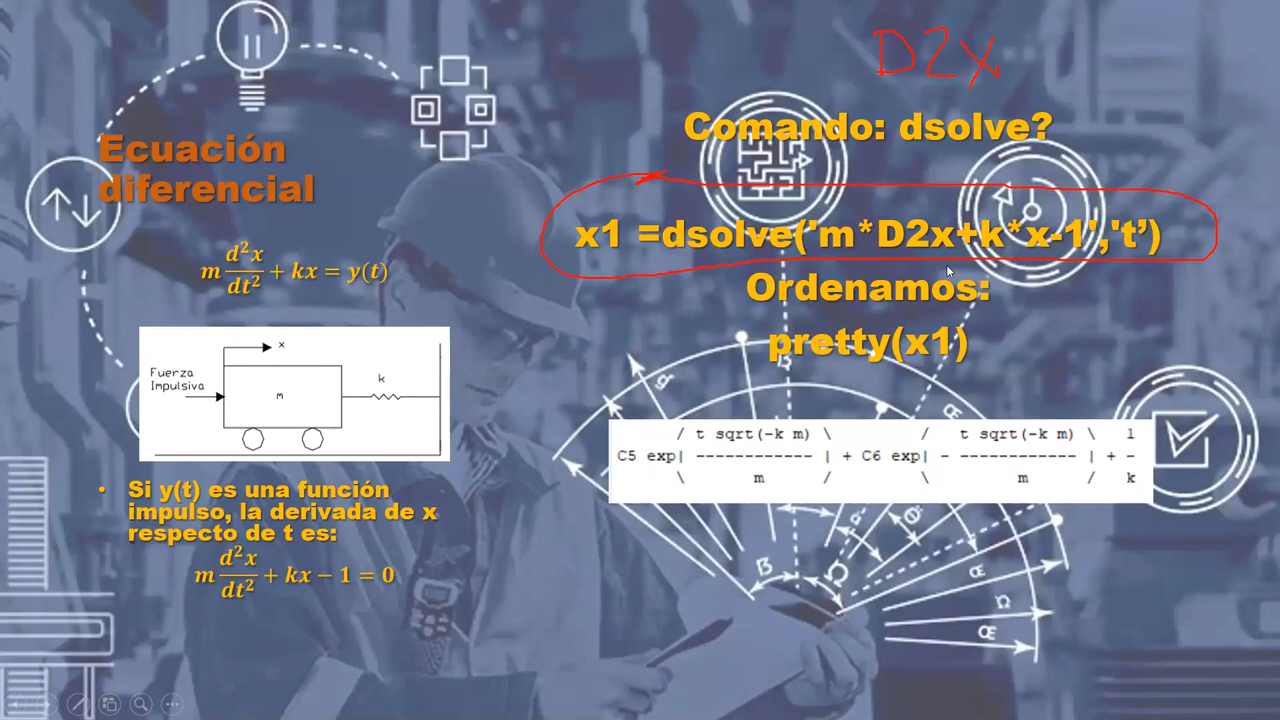 D2x
Comando: dsolve?
Ecuación
diferencial
x1 =dsolve('m*D2x+k*x-1','t’)
m d²x/dt² + kx = y(t)
Ordenamos:
pretty(x1)
x
Fuerza
Impulsiva
m
k
/ t sqrt(-k m) \     /   t sqrt(-k m) \   1
C5 exp| ------------ | + C6 exp| - ------------ | + -
\      m       /     \        m       /   k
• Si y(t) es una función
impulso, la derivada de x
respecto de t es:
m d²x/dt² + kx − 1 = 0
B
Ω
α
Œ
Ω
Œ